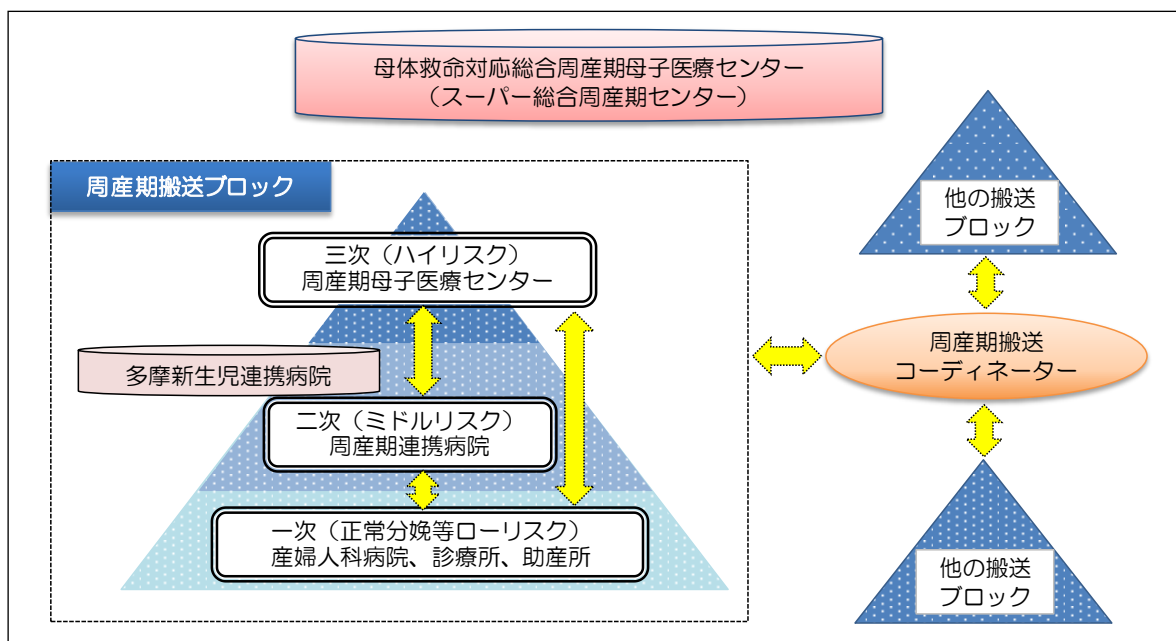 母体救命対応総合周産期母子医療センター
（スーパー総合周産期センター）
周産期搬送ブロック
三次（ハイリスク）
周産期母子医療センター
多摩新生児連携病院
二次（ミドルリスク）
周産期連携病院
一次（正常分娩等ローリスク）
産婦人科病院、診療所、助産所
他の搬送
ブロック
周産期搬送
コーディネーター
他の搬送
ブロック